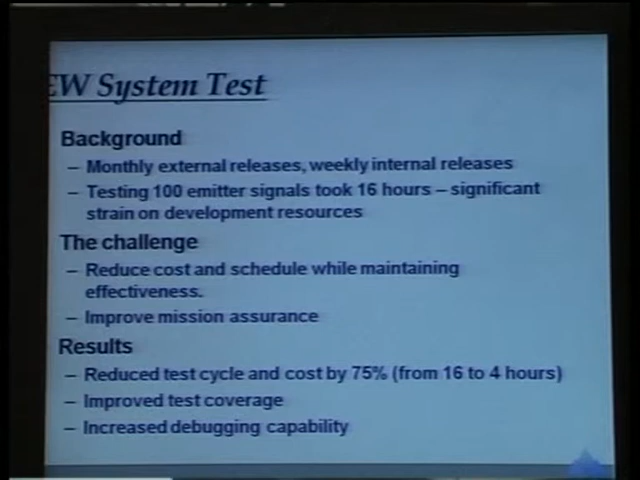 EW System Test
Background
– Monthly external releases, weekly internal releases
– Testing 100 emitter signals took 16 hours – significant
strain on development resources
The challenge
– Reduce cost and schedule while maintaining
effectiveness.
– Improve mission assurance
Results
– Reduced test cycle and cost by 75% (from 16 to 4 hours)
– Improved test coverage
– Increased debugging capability